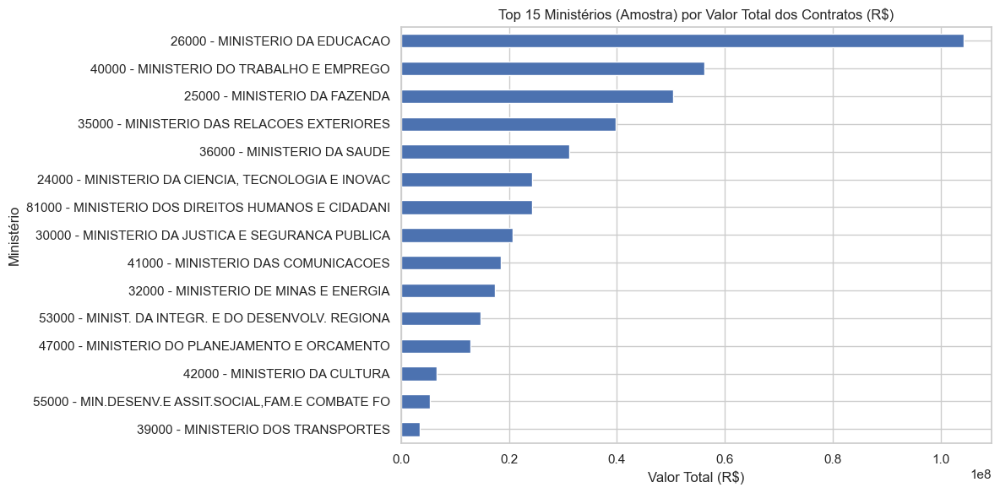 Top 15 Ministérios (Amostra) por Valor Total dos Contratos (R$)
Ministério
26000 - MINISTERIO DA EDUCACAO
40000 - MINISTERIO DO TRABALHO E EMPREGO
25000 - MINISTERIO DA FAZENDA
35000 - MINISTERIO DAS RELACOES EXTERIORES
36000 - MINISTERIO DA SAUDE
24000 - MINISTERIO DA CIENCIA, TECNOLOGIA E INOVAC
81000 - MINISTERIO DOS DIREITOS HUMANOS E CIDADANI
30000 - MINISTERIO DA JUSTICA E SEGURANCA PUBLICA
41000 - MINISTERIO DAS COMUNICACOES
32000 - MINISTERIO DE MINAS E ENERGIA
53000 - MINIST. DA INTEGR. E DO DESENVOLV. REGIONA
47000 - MINISTERIO DO PLANEJAMENTO E ORCAMENTO
42000 - MINISTERIO DA CULTURA
55000 - MIN.DESENV.E ASSIT.SOCIAL,FAM.E COMBATE FO
39000 - MINISTERIO DOS TRANSPORTES
0.0 0.2 0.4 0.6 0.8 1.0
1e8
Valor Total (R$)